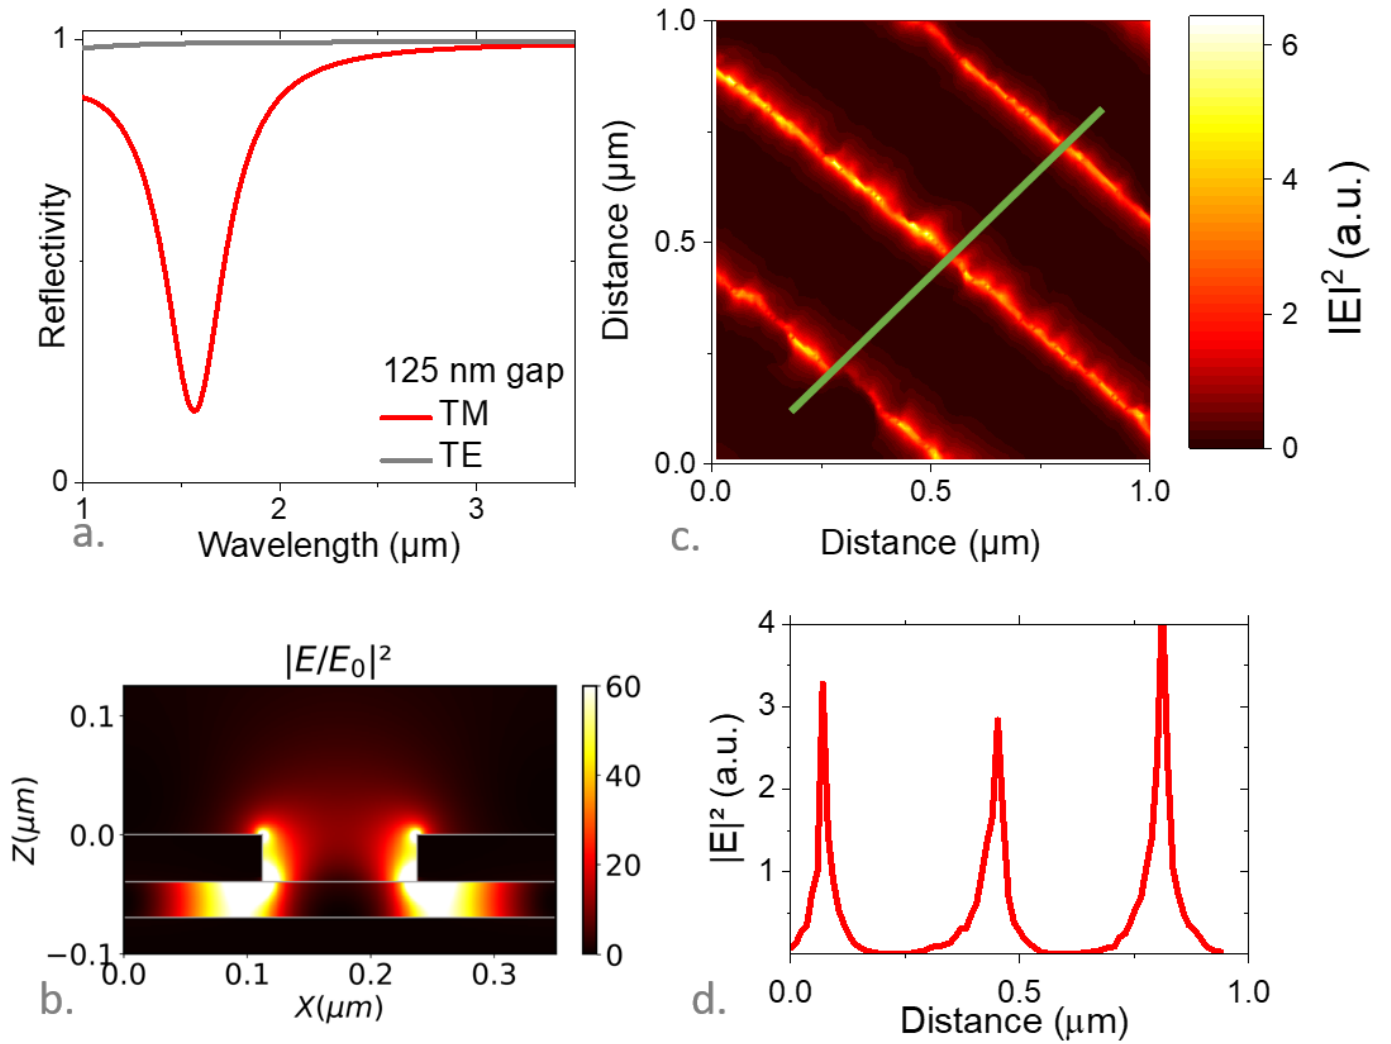 1
Reflectivity
0
125 nm gap
TM
TE
1 2 3
Wavelength (µm)
a.
1.0
Distance (µm)
0.5
0.0
0.0 0.5 1.0
Distance (µm)
c.
6
4
2
0
|E|² (a.u.)
|E/E₀|²
0.1
Z(µm)
0.0
−0.1
0.0 0.1 0.2 0.3
X(µm)
b.
60
40
20
0
4
3
2
1
|E|² (a.u.)
0.0 0.5 1.0
Distance (µm)
d.